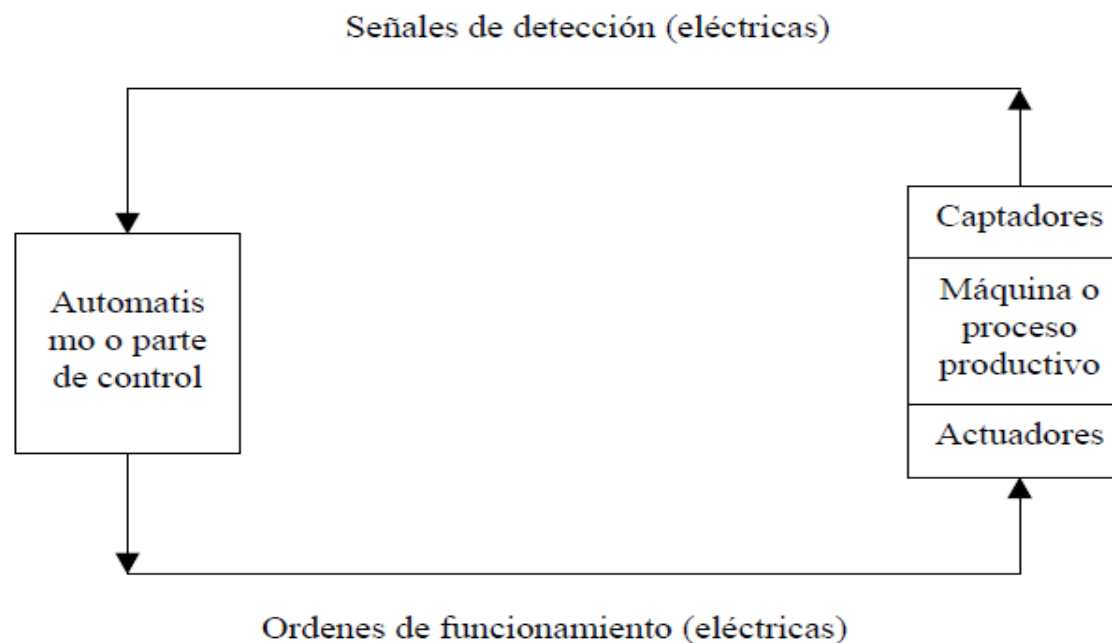 Señales de detección (eléctricas)
Captadores
Automatis
mo o parte
de control
Máquina o
proceso
productivo
Actuadores
Ordenes de funcionamiento (eléctricas)